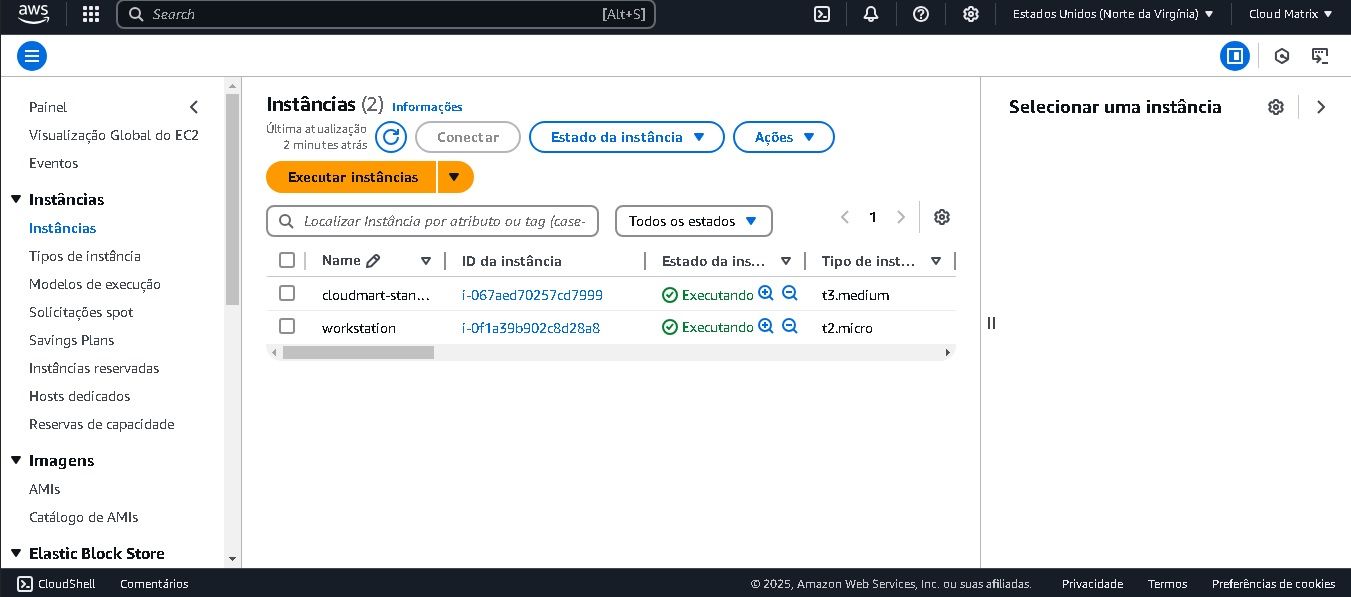 aws
Search [Alt+S]
Estados Unidos (Norte da Virgínia)
Cloud Matrix
Painel
Visualização Global do EC2
Eventos
Instâncias
Instâncias
Tipos de instância
Modelos de execução
Solicitações spot
Savings Plans
Instâncias reservadas
Hosts dedicados
Reservas de capacidade
Imagens
AMIs
Catálogo de AMIs
Elastic Block Store
Instâncias (2) Informações
Última atualização
2 minutes atrás
Conectar
Estado da instância
Ações
Executar instâncias
Localizar Instância por atributo ou tag (case-
Todos os estados
1
Name ID da instância Estado da ins... Tipo de inst...
cloudmart-stan... i-067aed70257cd7999 Executando t3.medium
workstation i-0f1a39b902c8d28a8 Executando t2.micro
Selecionar uma instância
CloudShell Comentários © 2025, Amazon Web Services, Inc. ou suas afiliadas. Privacidade Termos Preferências de cookies